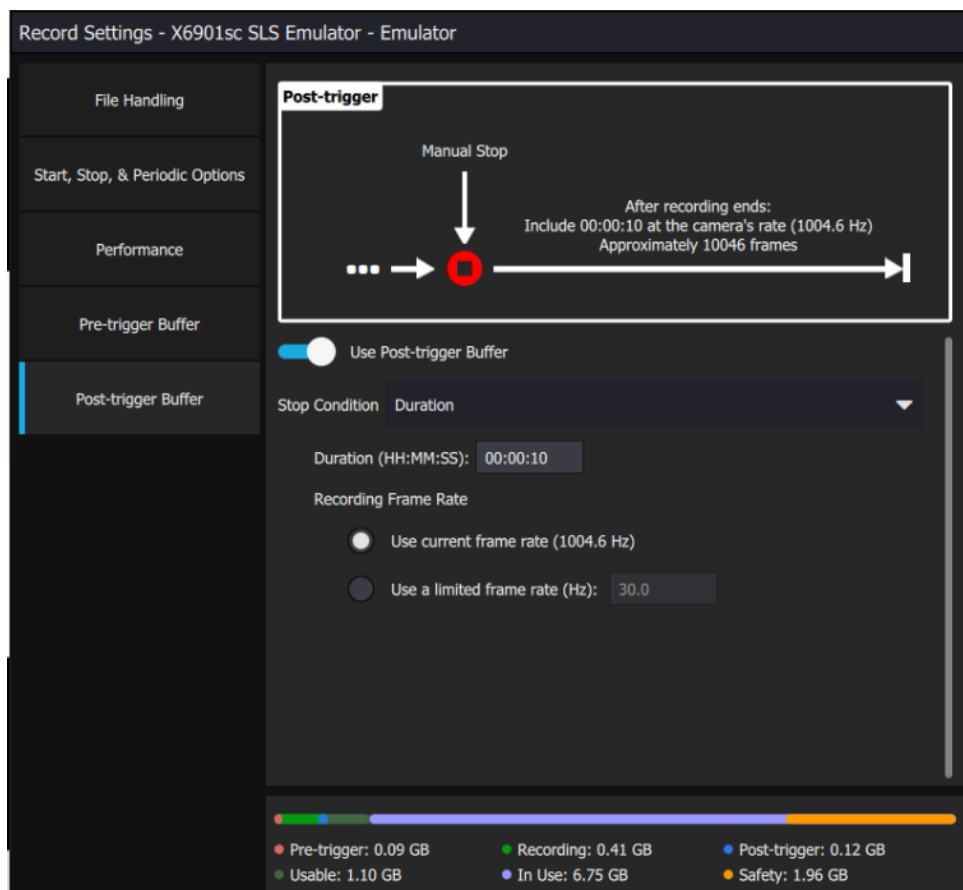 Record Settings - X6901sc SLS Emulator - Emulator
File Handling
Start, Stop, & Periodic Options
Performance
Pre-trigger Buffer
Post-trigger Buffer
Post-trigger
Manual Stop
After recording ends:
Include 00:00:10 at the camera's rate (1004.6 Hz)
Approximately 10046 frames
Use Post-trigger Buffer
Stop Condition Duration
Duration (HH:MM:SS): 00:00:10
Recording Frame Rate
Use current frame rate (1004.6 Hz)
Use a limited frame rate (Hz): 30.0
Pre-trigger: 0.09 GB Recording: 0.41 GB Post-trigger: 0.12 GB
Usable: 1.10 GB In Use: 6.75 GB Safety: 1.96 GB